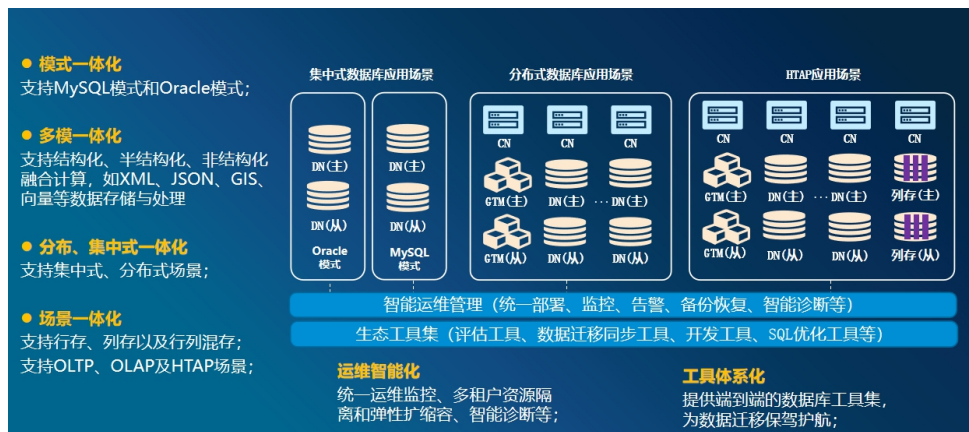 模式一体化
支持MySQL模式和Oracle模式；
多模一体化
支持结构化、半结构化、非结构化
融合计算，如XML、JSON、GIS、
向量等数据存储与处理
分布、集中式一体化
支持集中式、分布式场景；
场景一体化
支持行存、列存以及行列混存；
支持OLTP、OLAP及HTAP场景；
集中式数据库应用场景
DN(主)
DN(主)
DN(从)
DN(从)
Oracle
模式
MySQL
模式
分布式数据库应用场景
CN
CN
CN
GTM(主)
DN(主)
...
DN(主)
GTM(从)
DN(从)
DN(从)
HTAP应用场景
CN
CN
CN
CN
GTM(主)
DN(主)
...
DN(主)
列存(主)
GTM(从)
DN(从)
DN(从)
列存(从)
智能运维管理（统一部署、监控、告警、备份恢复、智能诊断等）
生态工具集（评估工具、数据迁移同步工具、开发工具、SQL优化工具等）
运维智能化
统一运维监控、多租户资源隔
离和弹性扩缩容、智能诊断等；
工具体系化
提供端到端的数据库工具集，
为数据迁移保驾护航；